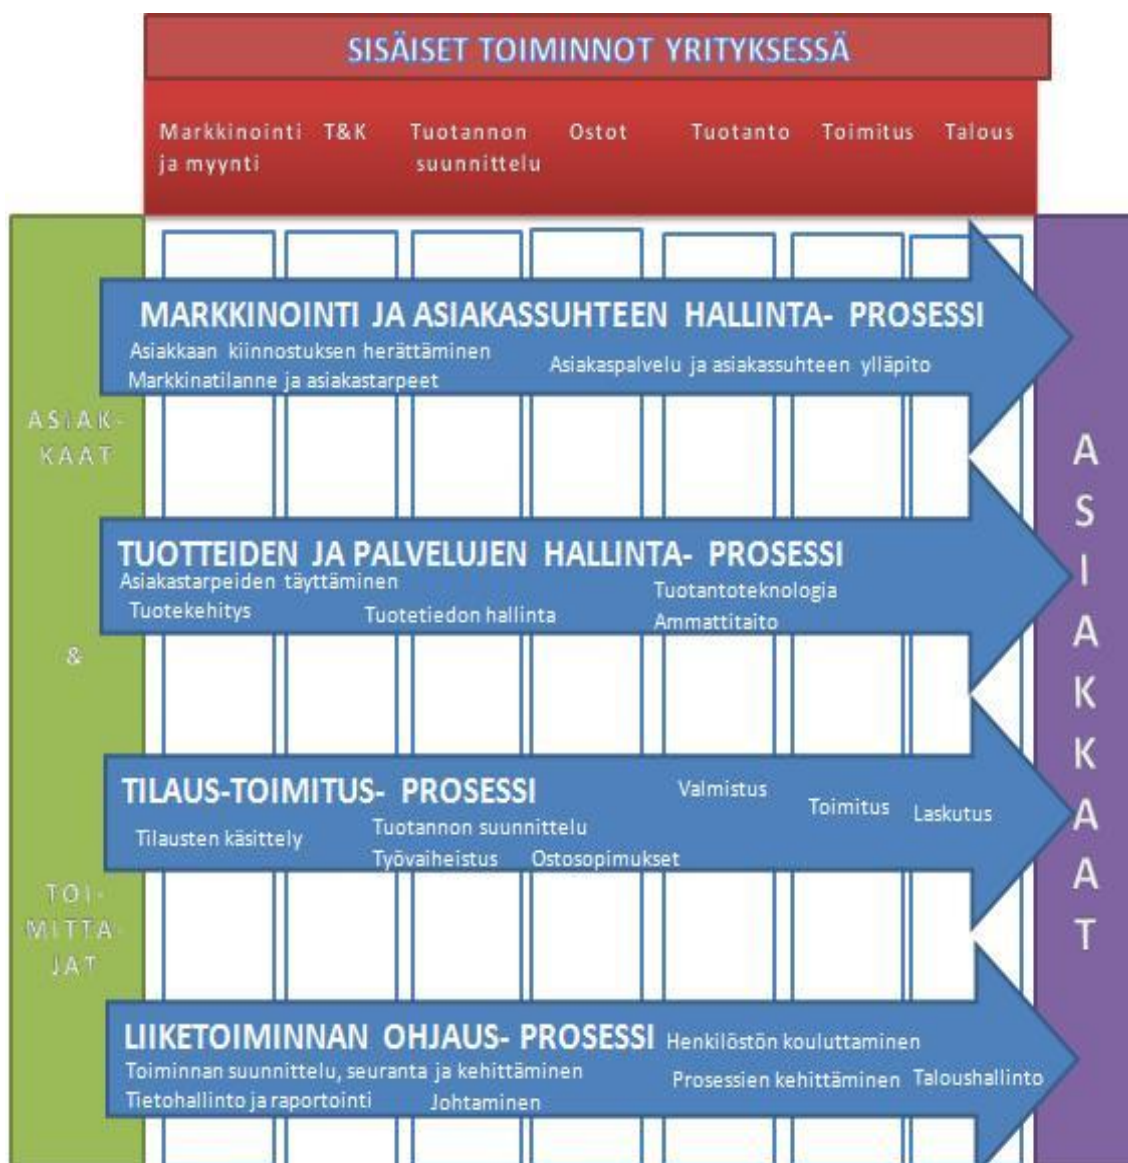 SISÄISET TOIMINNOT YRITYKSESSÄ
Markkinointi
ja myynti
T&K
Tuotannon
suunnittelu
Ostot
Tuotanto
Toimitus
Talous
ASIAK-
KAAT
&
TOI-
MITTA-
JAT
MARKKINOINTI JA ASIAKASSUHTEEN HALLINTA- PROSESSI
Asiakkaan kiinnostuksen herättäminen
Markkinatilanne ja asiakastarpeet
Asiakaspalvelu ja asiakassuhteen ylläpito
TUOTTEIDEN JA PALVELUJEN HALLINTA- PROSESSI
Asiakastarpeiden täyttäminen
Tuotekehitys
Tuotetiedon hallinta
Tuotantoteknologia
Ammattitaito
TILAUS-TOIMITUS- PROSESSI
Tilausten käsittely
Tuotannon suunnittelu
Työvaiheistus
Ostosopimukset
Valmistus
Toimitus
Laskutus
LIIKETOIMINNAN OHJAUS- PROSESSI
Toiminnan suunnittelu, seuranta ja kehittäminen
Tietohallinto ja raportointi
Johtaminen
Henkilöstön kouluttaminen
Prosessien kehittäminen
Taloushallinto
ASIAKKAAT